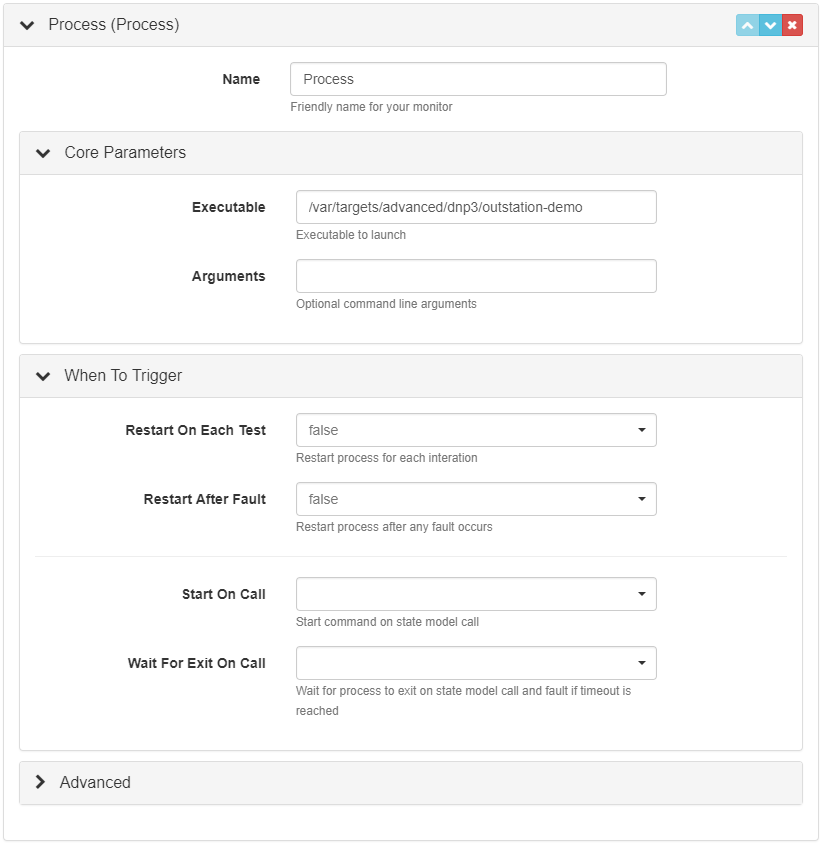 Process (Process)
Name
Process
Friendly name for your monitor
Core Parameters
Executable
/var/targets/advanced/dnp3/outstation-demo
Executable to launch
Arguments
Optional command line arguments
When To Trigger
Restart On Each Test
false
Restart process for each interation
Restart After Fault
false
Restart process after any fault occurs
Start On Call
Start command on state model call
Wait For Exit On Call
Wait for process to exit on state model call and fault if timeout is
reached
Advanced